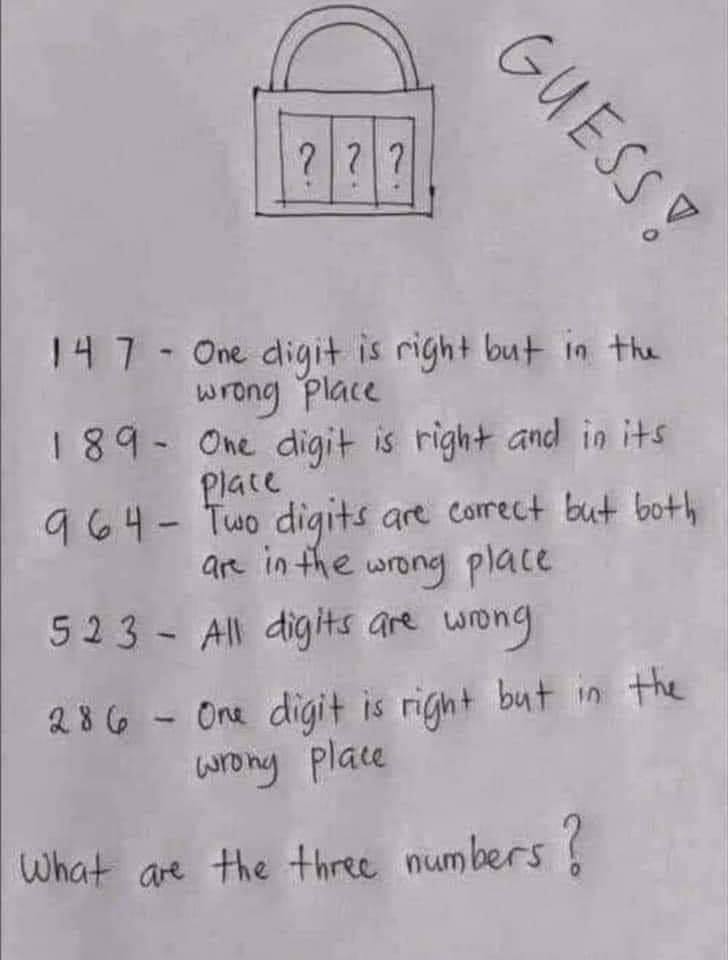 GUESS!
? ? ?
147 - One digit is right but in the
wrong place
189 - One digit is right and in its
place
964 - Two digits are correct but both
are in the wrong place
523 - All digits are wrong
286 - One digit is right but in the
wrong place
What are the three numbers?